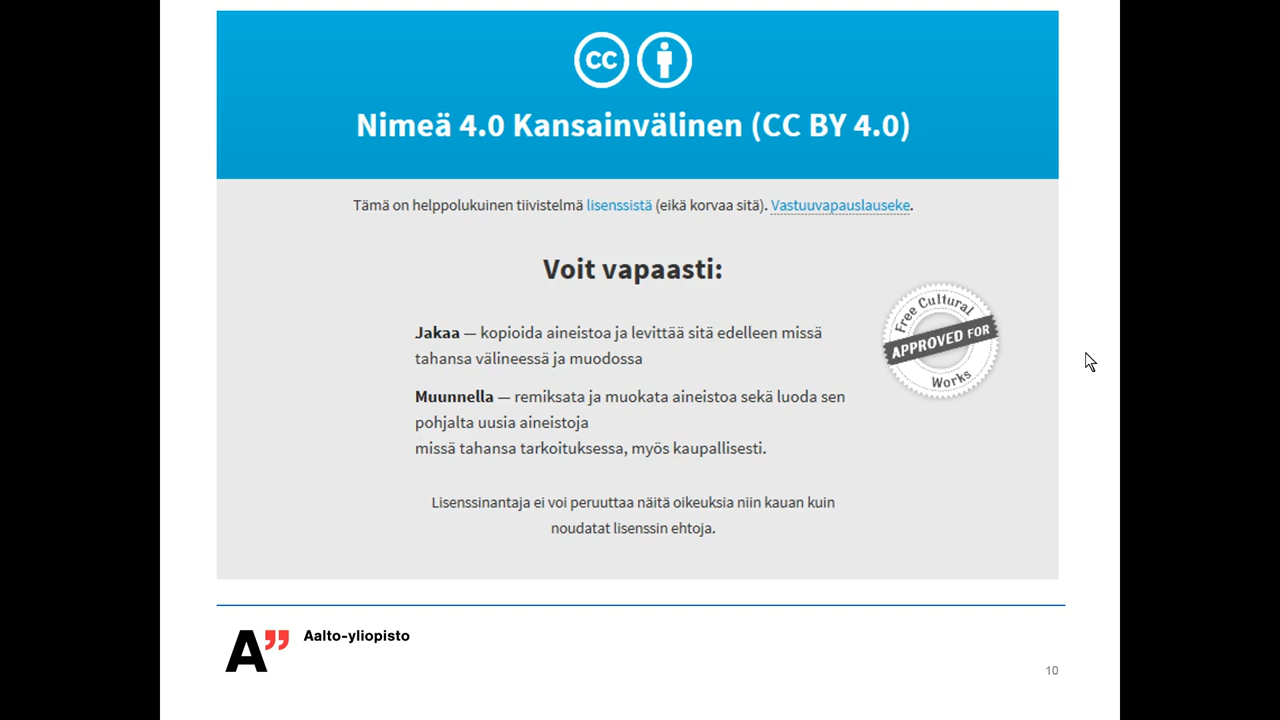 cc
Nimeä 4.0 Kansainvälinen (CC BY 4.0)
Tämä on helppolukuinen tiivistelmä lisenssistä (eikä korvaa sitä). Vastuuvapauslauseke.
Voit vapaasti:
Jakaa — kopioida aineistoa ja levittää sitä edelleen missä
tahansa välineessä ja muodossa
Muunnella — remiksata ja muokata aineistoa sekä luoda sen
pohjalta uusia aineistoja
missä tahansa tarkoituksessa, myös kaupallisesti.
Free Cultural
APPROVED FOR
Works
Lisenssinantaja ei voi peruuttaa näitä oikeuksia niin kauan kuin
noudatat lisenssin ehtoja.
A”
Aalto-yliopisto
10